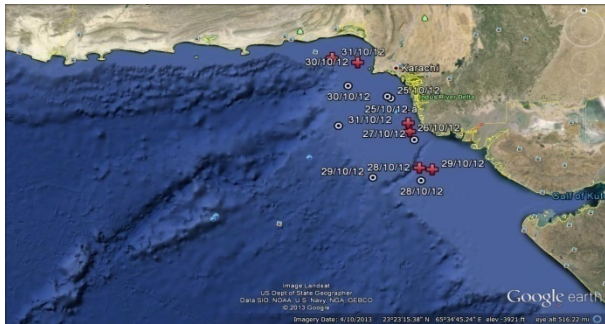 31/10/12
30/10/12
Karachi
30/10/12
25/10/12
25/10/12-a
31/10/12
26/10/12
27/10/12
28/10/12
29/10/12
29/10/12
28/10/12
Gulf of Kut
Image Landsat
US Dept of State Geographer
Data SIO, NOAA, U.S. Navy, NGA, GEBCO
© 2013 Google
Google earth
Imagery Date: 4/10/2013 23°23'15.38" N 65°34'45.24" E elev -3921 ft eye alt 516.22 mi